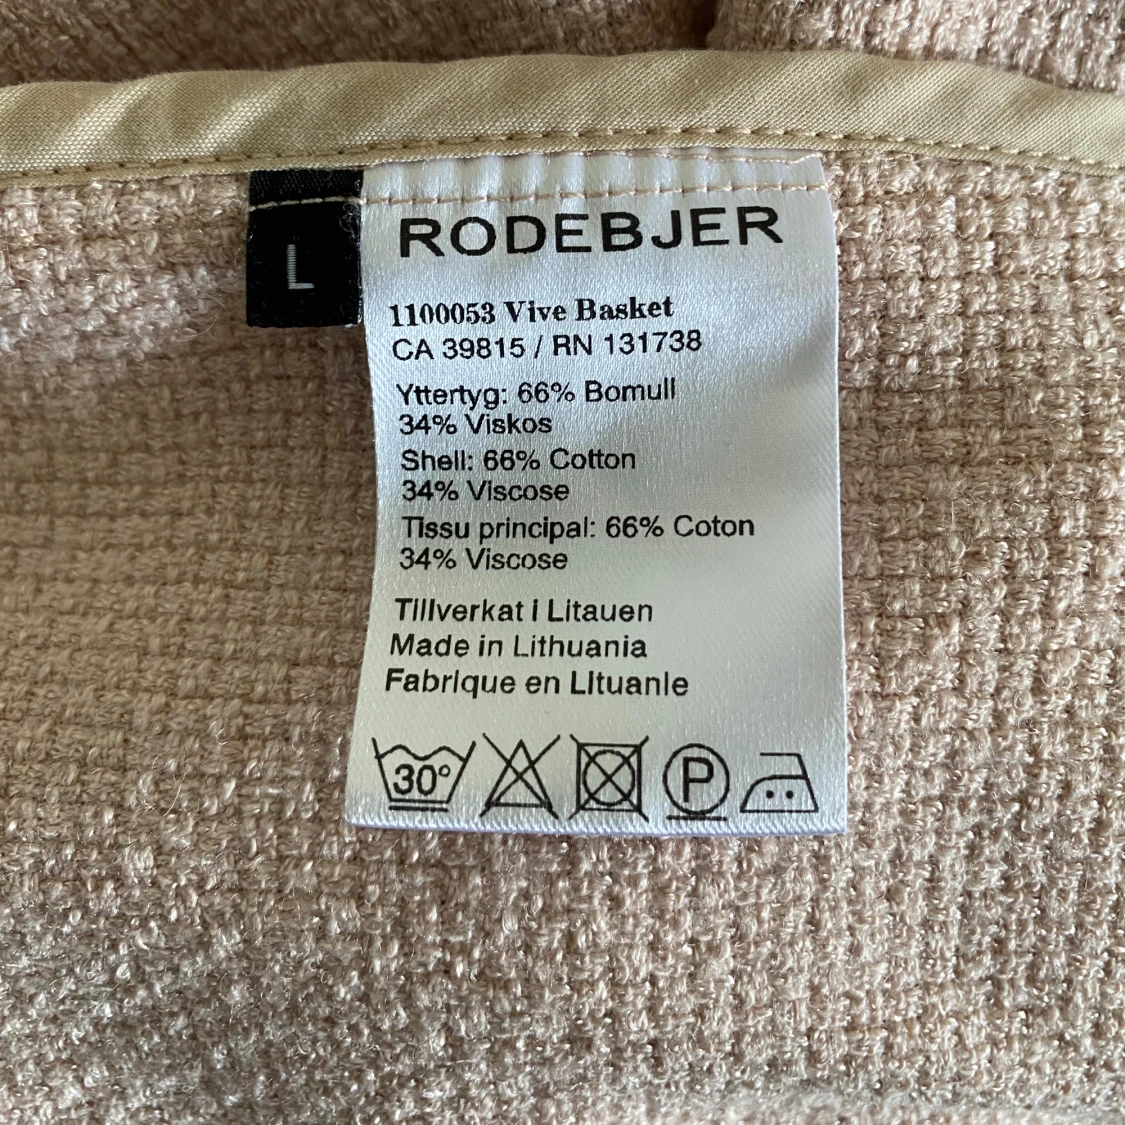 L
RODEBJER
1100053 Vive Basket
CA 39815 / RN 131738
Yttertyg: 66% Bomull
34% Viskos
Shell: 66% Cotton
34% Viscose
Tissu principal: 66% Coton
34% Viscose
Tillverkat i Litauen
Made in Lithuania
Fabrique en Lituanie
30° P